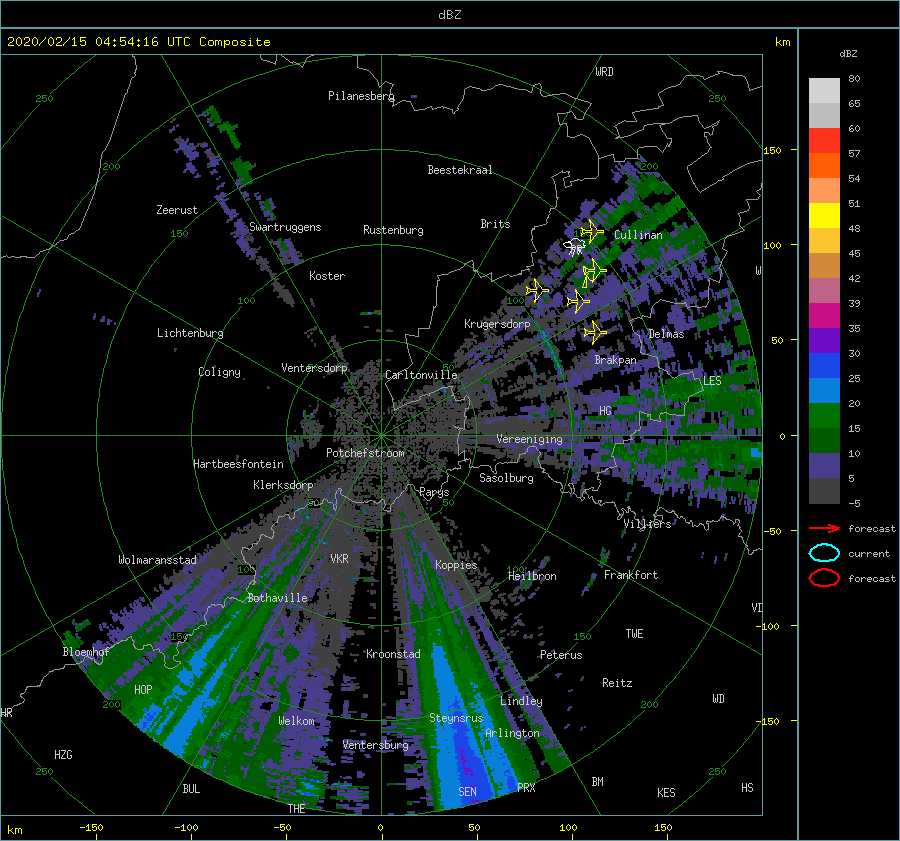 dBZ
2020/02/15 04:54:16 UTC Composite
km
dBZ
WRD
80
250
Pilanesberg
250
65
60
150
200
Beestekraal
200
57
54
Zeerust
51
150
Swartruggens
Rustenburg
Brits
Cullinan
48
100
45
Koster
W
42
100
100
39
Lichtenburg
Krugersdorp
Delmas
35
50
Ventersdorp
Brakpan
30
Coligny
Carltonville
LES
25
HG
20
Vereeniging
0
15
Potchefstroom
Hartbeesfontein
10
Klerksdorp
Sasolburg
5
Parys
50
50
-5
Villiers
-50
forecast
Wolmaransstad
VKR
Koppies
current
100
Heilbron
100
Frankfort
forecast
Bothaville
VD
-100
150
150
TWE
Bloemhof
Kroonstad
Peterus
HOP
Reitz
200
Lindley
200
WD
HR
Welkom
Steynsrus
-150
Arlington
HZG
Ventersburg
250
250
BUL
SEN
PRX
BM
KES
HS
THE
km
-150
-100
-50
0
50
100
150